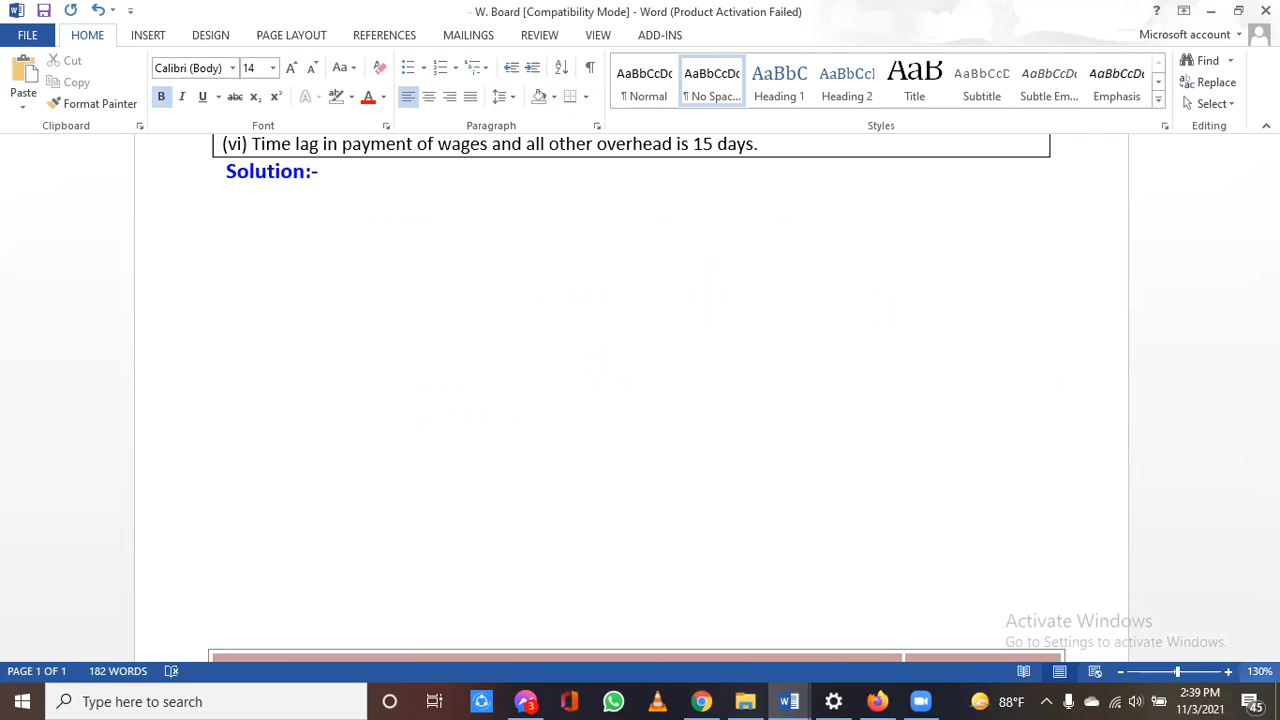 - W. Board [Compatibility Mode] - Word (Product Activation Failed)
FILE HOME INSERT DESIGN PAGE LAYOUT REFERENCES MAILINGS REVIEW VIEW ADD-INS Microsoft account
Paste
Cut
Copy
Format Painter
Calibri (Body) 14
AaBbCcDc AaBbCcDc AaBbC AaBbCc AaB AaBbCcD AaBbCcDc AaBbCcDc
¶ Normal ¶ No Spac... Heading 1 Heading 2 Title Subtitle Subtle Em... Emphasis
Find
Replace
Select
Clipboard Font Paragraph Styles Editing
(vi) Time lag in payment of wages and all other overhead is 15 days.
Solution:-
Activate Windows
Go to Settings to activate Windows.
PAGE 1 OF 1 182 WORDS 130%
Type here to search 3 88°F 2:39 PM
11/3/2021 45